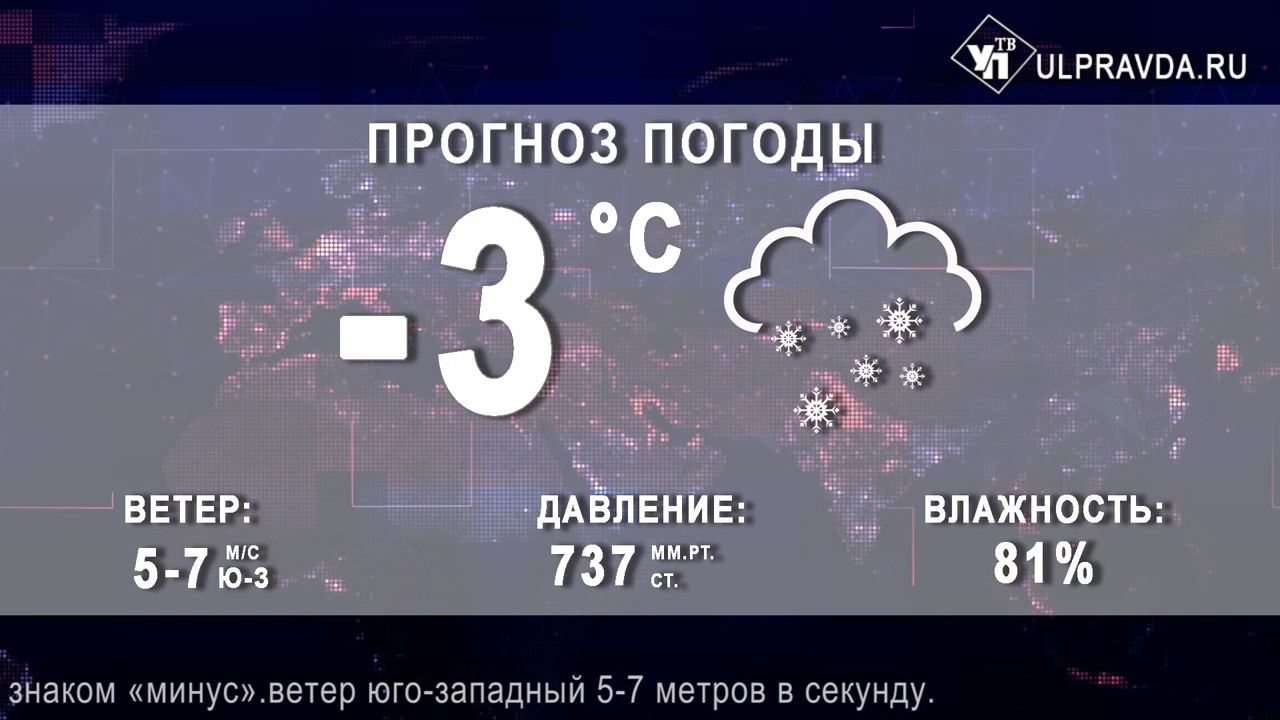 УП ТВ ULPRAVDA.RU
ПРОГНОЗ ПОГОДЫ
-3 °C
ВЕТЕР:
5-7 М/С
Ю-З
ДАВЛЕНИЕ:
737 ММ.РТ.
СТ.
ВЛАЖНОСТЬ:
81%
знаком «минус».ветер юго-западный 5-7 метров в секунду.